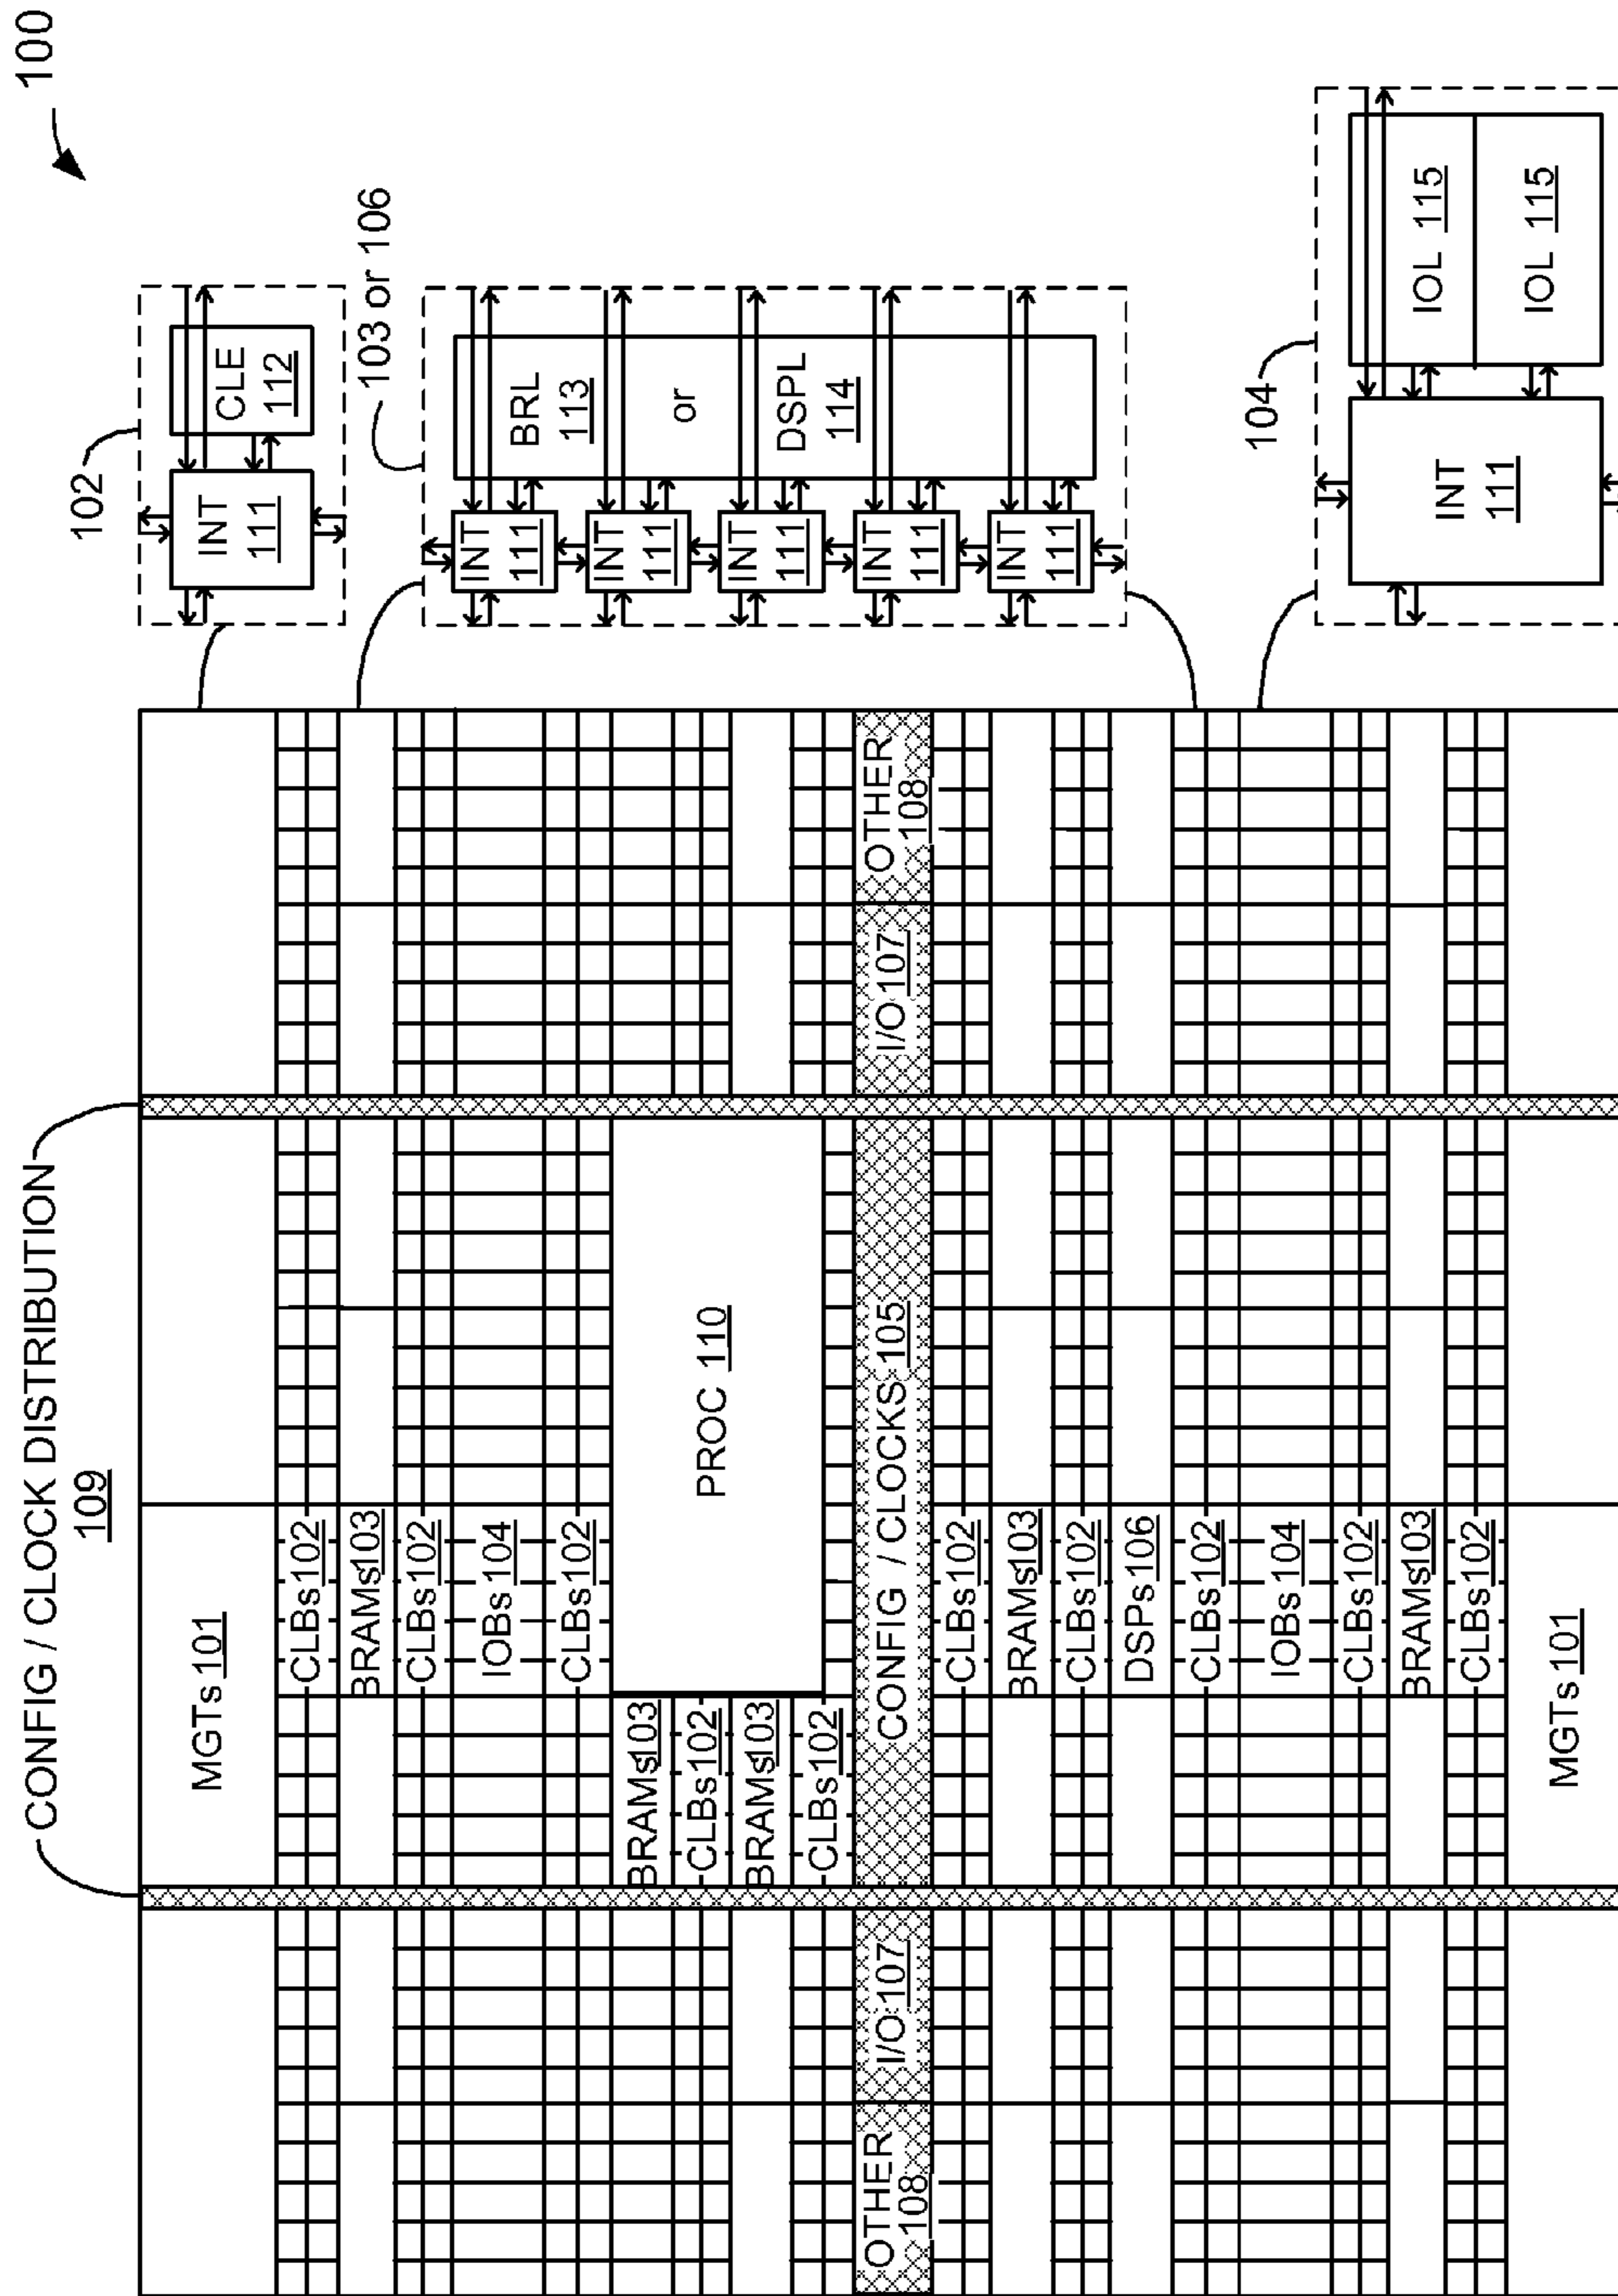 100
CONFIG / CLOCK DISTRIBUTION
109
MGTs 101
CLBs 102
BRAMs 103
CLBs 102
IOBs 104
CLBs 102
BRAMs 103
CLBs 102
BRAMs 103
CLBs 102
PROC 110
OTHER
108
I/O 107
CONFIG / CLOCKS 105
I/O 107
OTHER
108
CLBs 102
BRAMs 103
CLBs 102
DSPs 106
CLBs 102
IOBs 104
CLBs 102
BRAMs 103
CLBs 102
MGTs 101
102
INT
111
CLE
112
103 or 106
INT
111
INT
111
INT
111
INT
111
INT
111
BRL
113
or
DSPL
114
104
INT
111
IOL 115
IOL 115